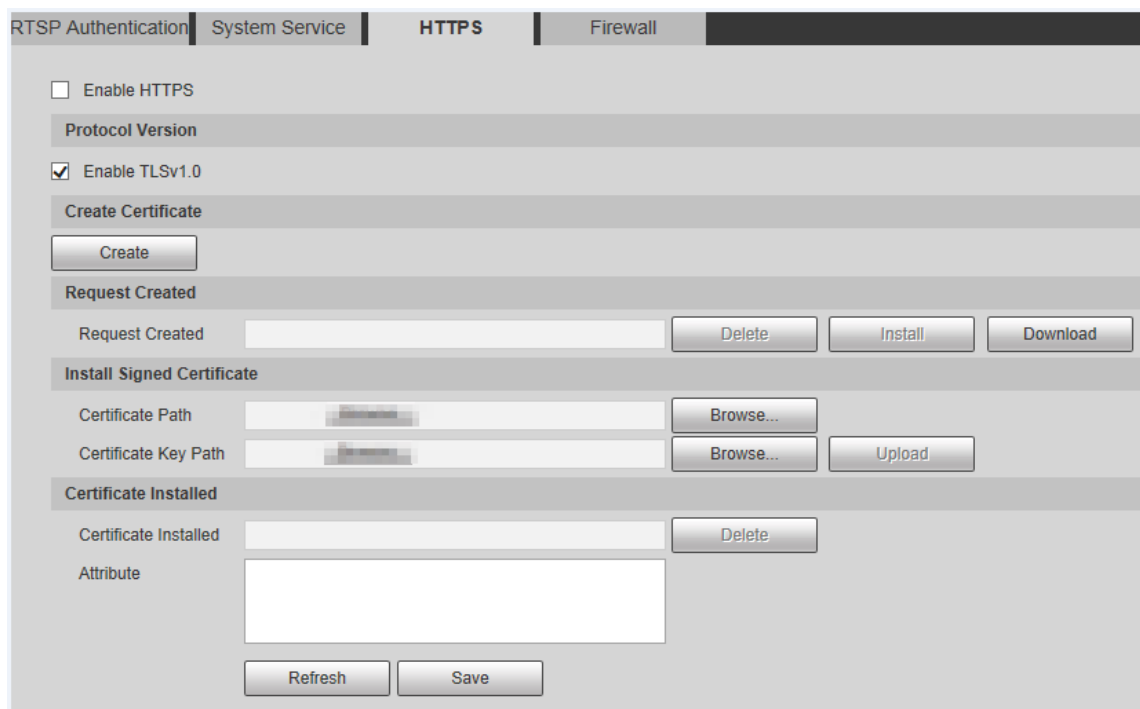 RTSP Authentication System Service HTTPS Firewall
Enable HTTPS
Protocol Version
Enable TLSv1.0
Create Certificate
Create
Request Created
Request Created Delete Install Download
Install Signed Certificate
Certificate Path Browse...
Certificate Key Path Browse... Upload
Certificate Installed
Certificate Installed Delete
Attribute
Refresh Save